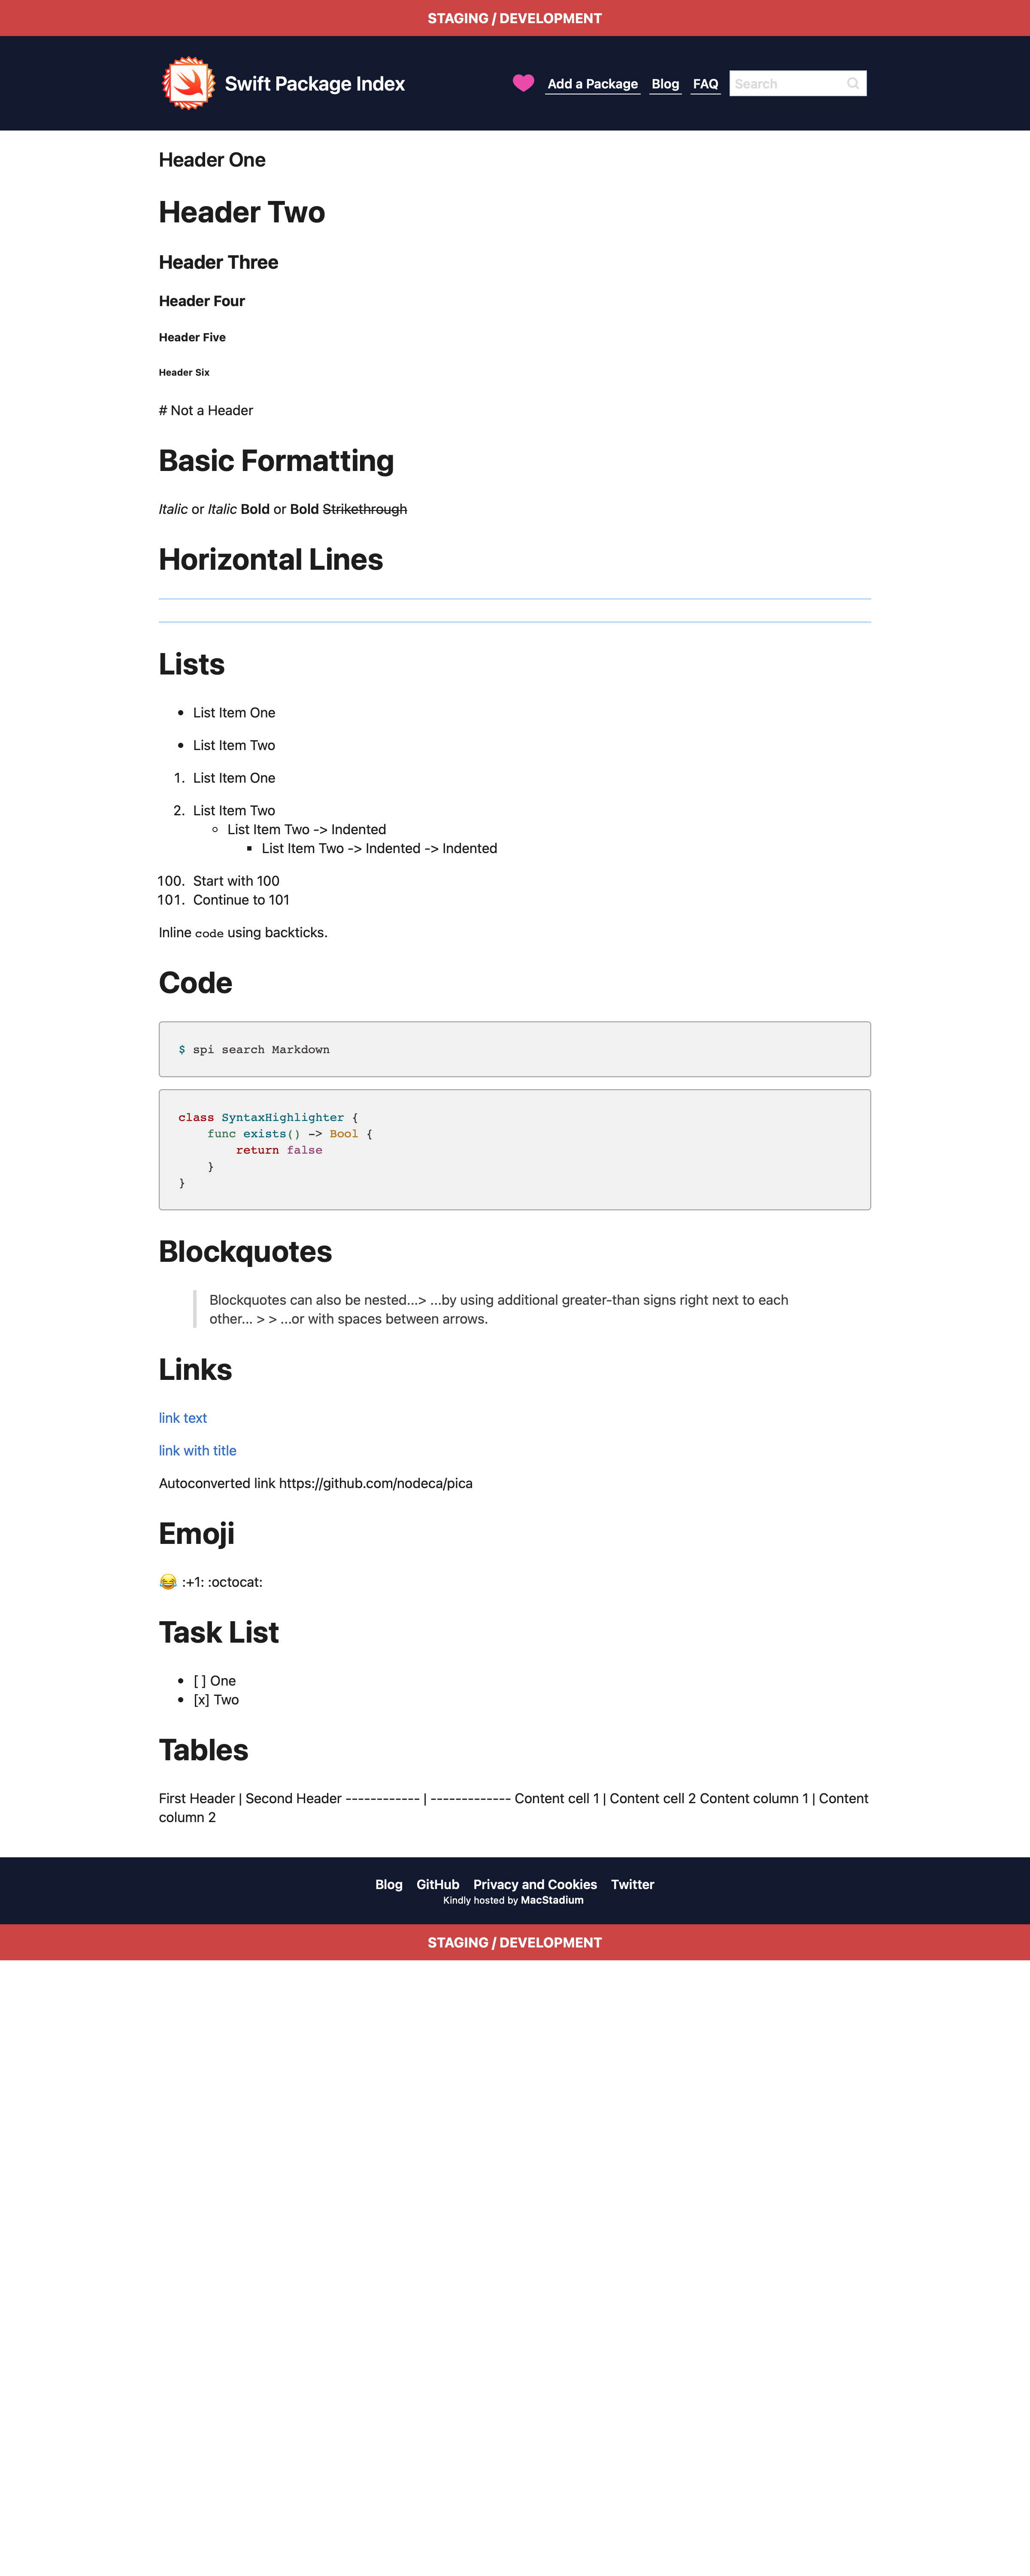 STAGING / DEVELOPMENT
Swift Package Index
Add a Package Blog FAQ Search
Header One
Header Two
Header Three
Header Four
Header Five
Header Six
# Not a Header
Basic Formatting
Italic or Italic Bold or Bold Strikethrough
Horizontal Lines
Lists
• List Item One
• List Item Two
1. List Item One
2. List Item Two
◦ List Item Two -> Indented
▪ List Item Two -> Indented -> Indented
100. Start with 100
101. Continue to 101
Inline code using backticks.
Code
$ spi search Markdown
class SyntaxHighlighter {
    func exists() -> Bool {
        return false
    }
}
Blockquotes
Blockquotes can also be nested...> ...by using additional greater-than signs right next to each
other... > > ...or with spaces between arrows.
Links
link text
link with title
Autoconverted link https://github.com/nodeca/pica
Emoji
😂 :+1: :octocat:
Task List
• [ ] One
• [x] Two
Tables
First Header | Second Header ------------ | ------------- Content cell 1 | Content cell 2 Content column 1 | Content
column 2
Blog GitHub Privacy and Cookies Twitter
Kindly hosted by MacStadium
STAGING / DEVELOPMENT